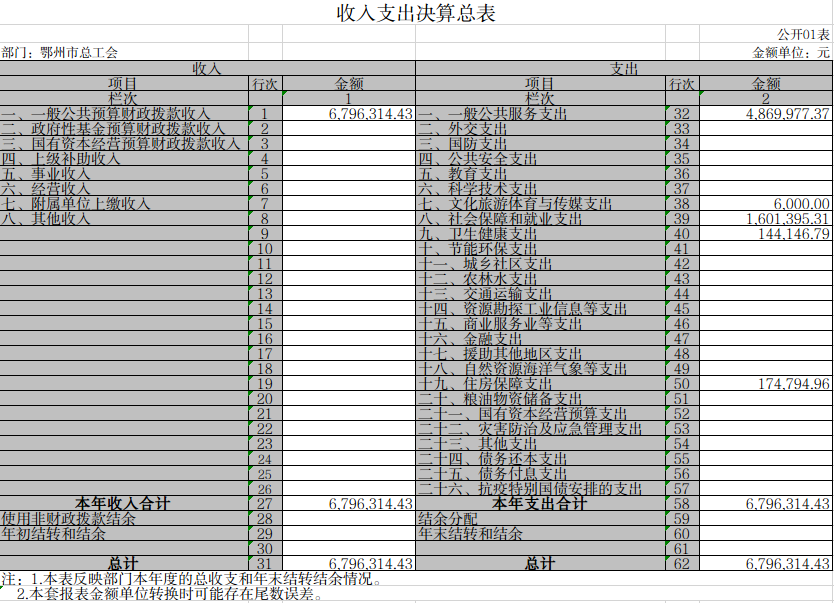 收入支出决算总表
公开01表
部门：鄂州市总工会 金额单位：元
收入 支出
项目 行次 金额 项目 行次 金额
栏次 1 栏次 2
一、一般公共预算财政拨款收入 1 6,796,314.43 一、一般公共服务支出 32 4,869,977.37
二、政府性基金预算财政拨款收入 2 二、外交支出 33
三、国有资本经营预算财政拨款收入 3 三、国防支出 34
四、上级补助收入 4 四、公共安全支出 35
五、事业收入 5 五、教育支出 36
六、经营收入 6 六、科学技术支出 37
七、附属单位上缴收入 7 七、文化旅游体育与传媒支出 38 6,000.00
八、其他收入 8 八、社会保障和就业支出 39 1,601,395.31
9 九、卫生健康支出 40 144,146.79
10 十、节能环保支出 41
11 十一、城乡社区支出 42
12 十二、农林水支出 43
13 十三、交通运输支出 44
14 十四、资源勘探工业信息等支出 45
15 十五、商业服务业等支出 46
16 十六、金融支出 47
17 十七、援助其他地区支出 48
18 十八、自然资源海洋气象等支出 49
19 十九、住房保障支出 50 174,794.96
20 二十、粮油物资储备支出 51
21 二十一、国有资本经营预算支出 52
22 二十二、灾害防治及应急管理支出 53
23 二十三、其他支出 54
24 二十四、债务还本支出 55
25 二十五、债务付息支出 56
26 二十六、抗疫特别国债安排的支出 57
本年收入合计 27 6,796,314.43 本年支出合计 58 6,796,314.43
使用非财政拨款结余 28 结余分配 59
年初结转和结余 29 年末结转和结余 60
30 61
总计 31 6,796,314.43 总计 62 6,796,314.43
注：1.本表反映部门本年度的总收支和年末结转结余情况。
2.本套报表金额单位转换时可能存在尾数误差。